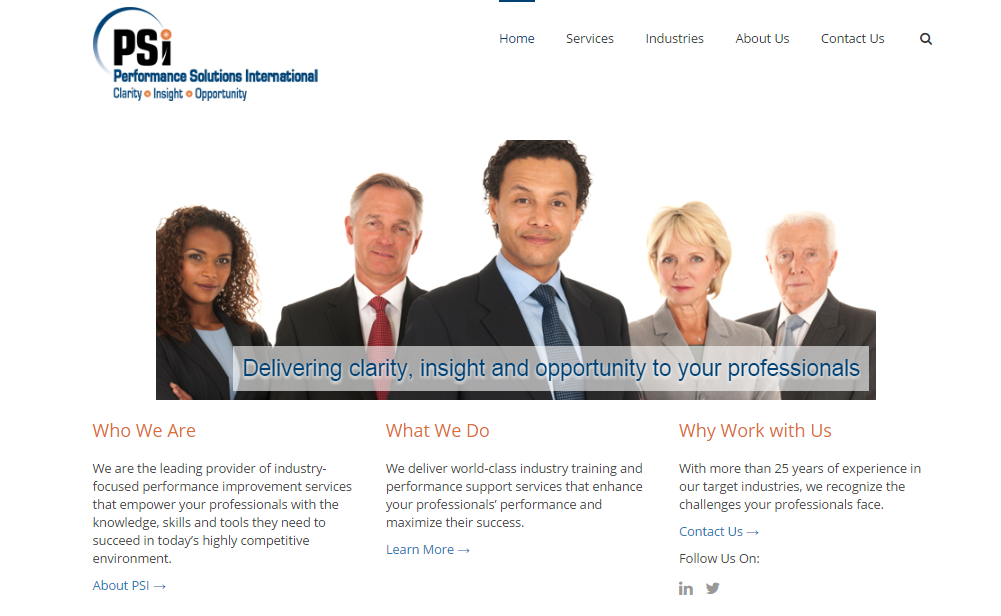 PSi
Performance Solutions International
Clarity Insight Opportunity
Home Services Industries About Us Contact Us
Delivering clarity, insight and opportunity to your professionals
Who We Are
We are the leading provider of industry-
focused performance improvement services
that empower your professionals with the
knowledge, skills and tools they need to
succeed in today’s highly competitive
environment.
About PSI →
What We Do
We deliver world-class industry training and
performance support services that enhance
your professionals’ performance and
maximize their success.
Learn More →
Why Work with Us
With more than 25 years of experience in
our target industries, we recognize the
challenges your professionals face.
Contact Us →
Follow Us On:
in